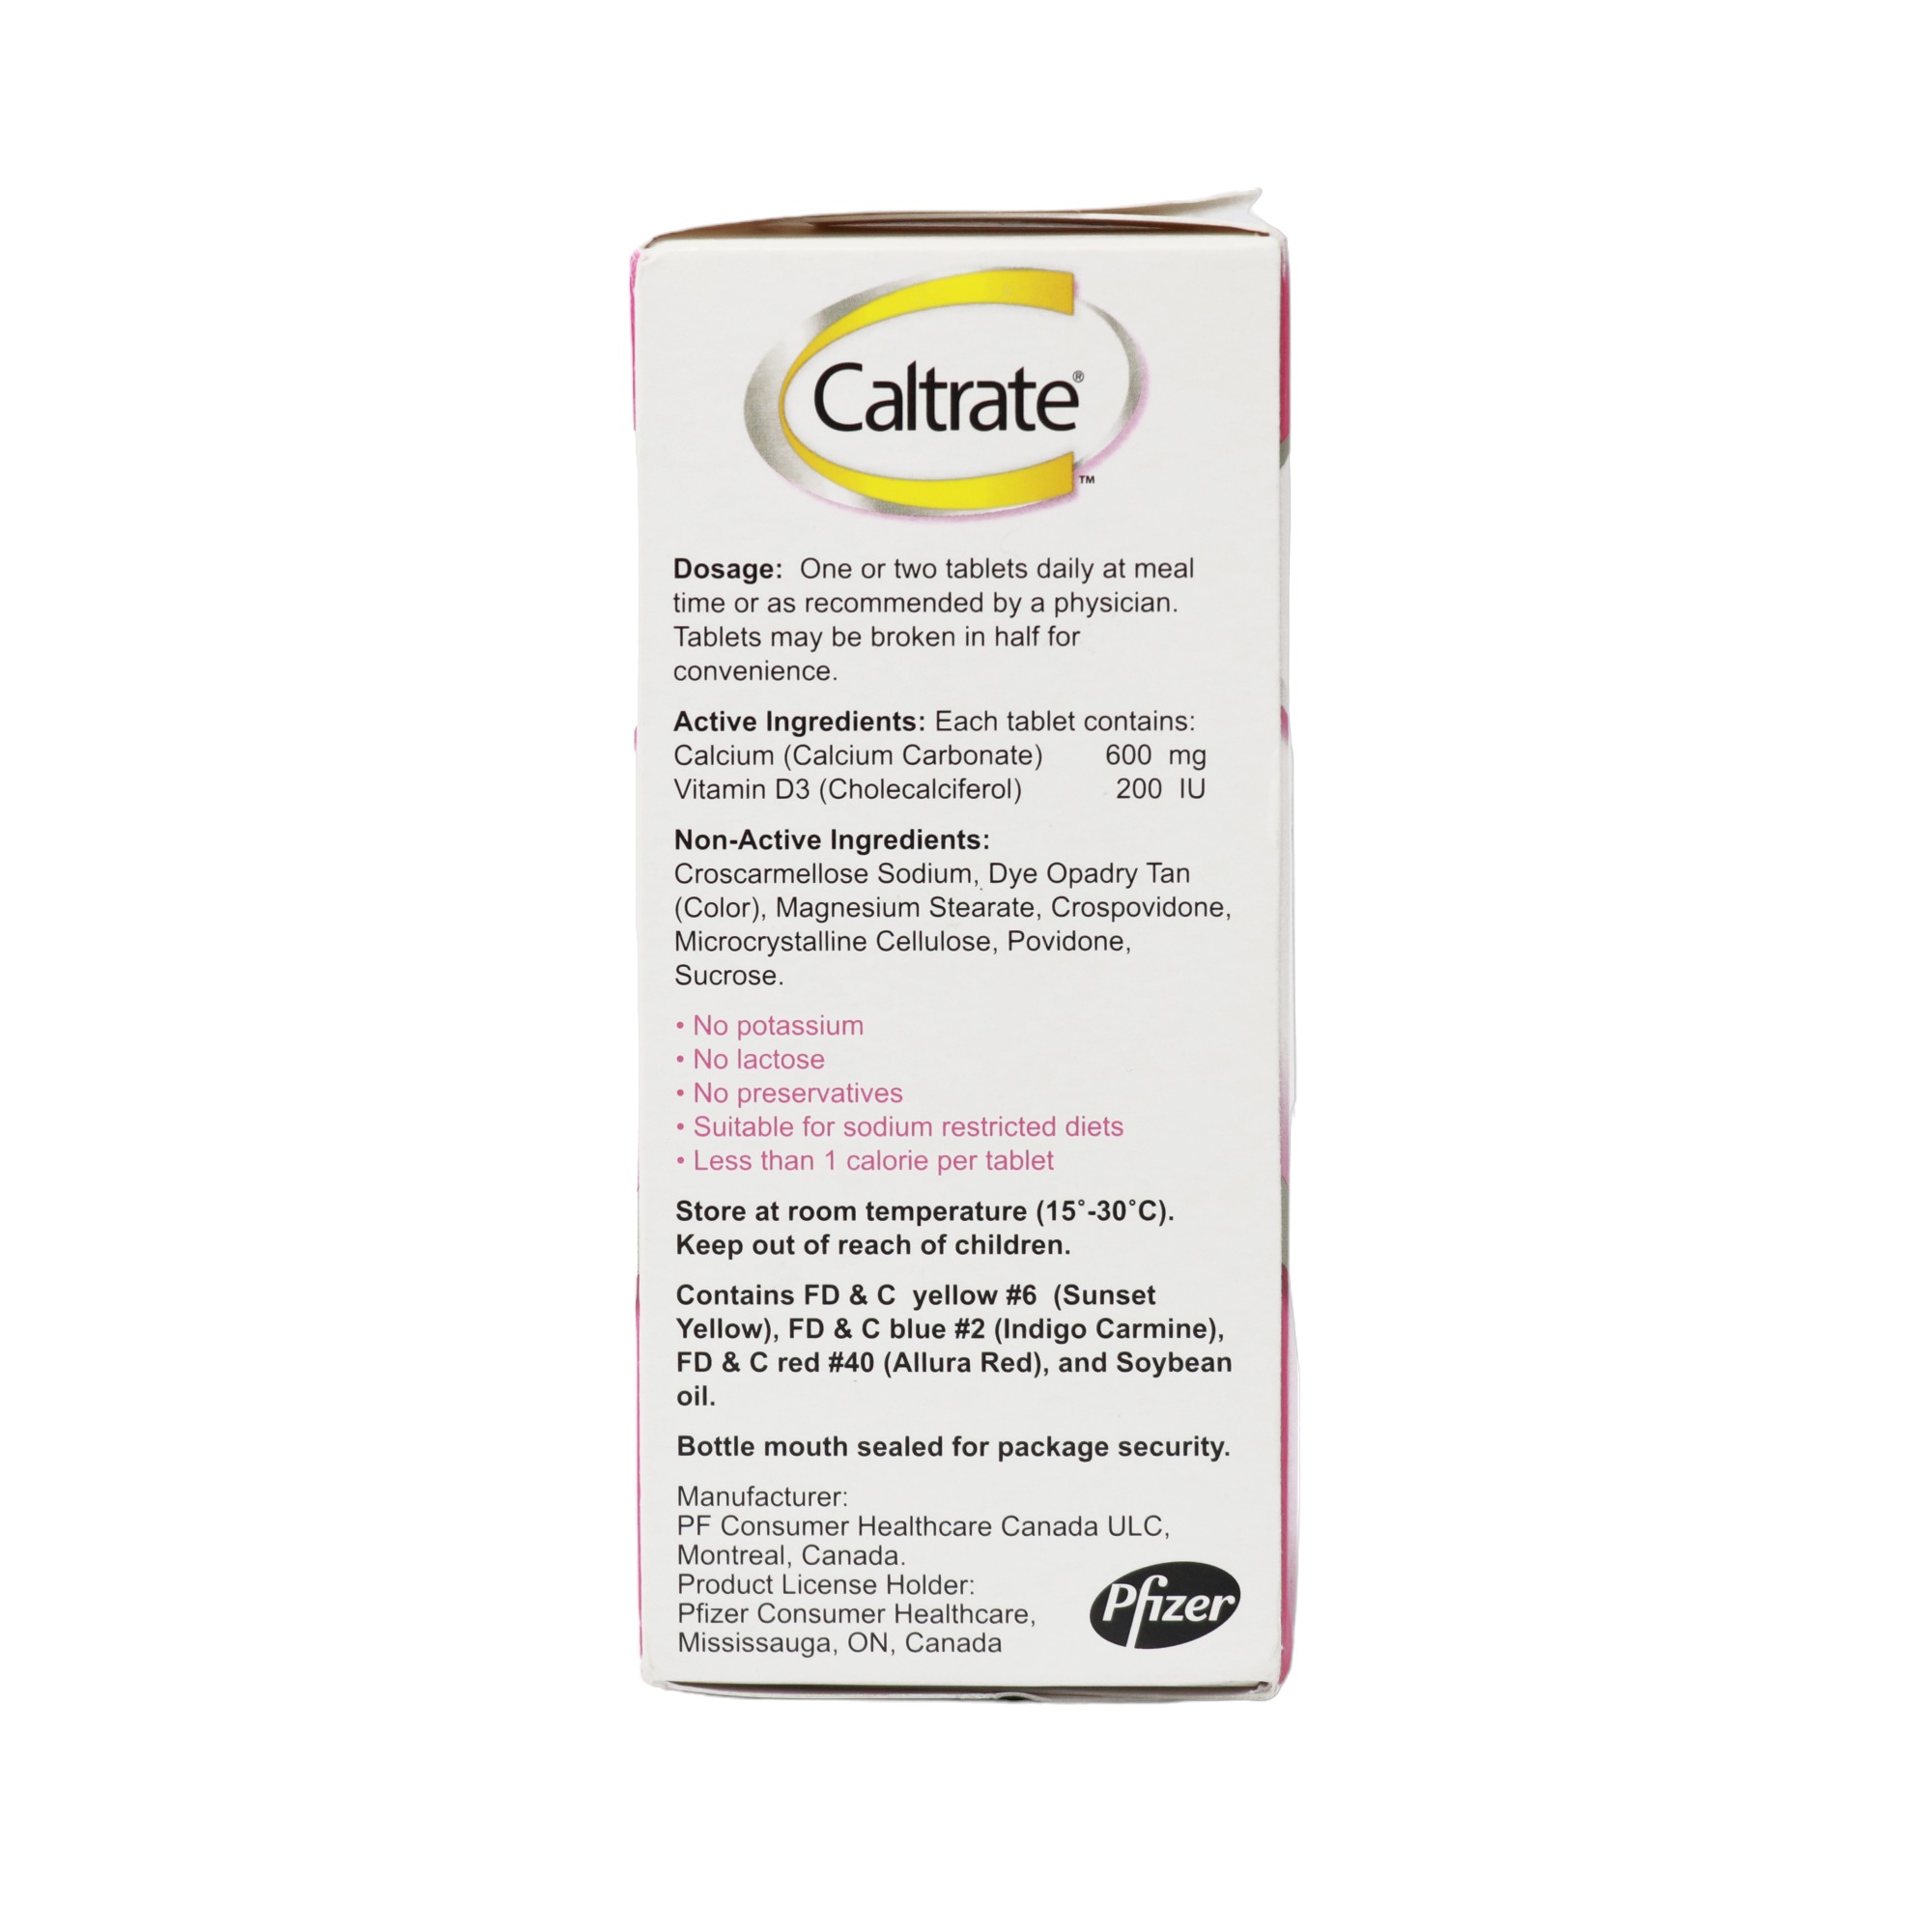 Caltrate®
™
Dosage: One or two tablets daily at meal
time or as recommended by a physician.
Tablets may be broken in half for
convenience.
Active Ingredients: Each tablet contains:
Calcium (Calcium Carbonate) 600 mg
Vitamin D3 (Cholecalciferol) 200 IU
Non-Active Ingredients:
Croscarmellose Sodium, Dye Opadry Tan
(Color), Magnesium Stearate, Crospovidone,
Microcrystalline Cellulose, Povidone,
Sucrose.
• No potassium
• No lactose
• No preservatives
• Suitable for sodium restricted diets
• Less than 1 calorie per tablet
Store at room temperature (15˚-30˚C).
Keep out of reach of children.
Contains FD & C yellow #6 (Sunset
Yellow), FD & C blue #2 (Indigo Carmine),
FD & C red #40 (Allura Red), and Soybean
oil.
Bottle mouth sealed for package security.
Manufacturer:
PF Consumer Healthcare Canada ULC,
Montreal, Canada.
Product License Holder:
Pfizer Consumer Healthcare,
Mississauga, ON, Canada
Pfizer